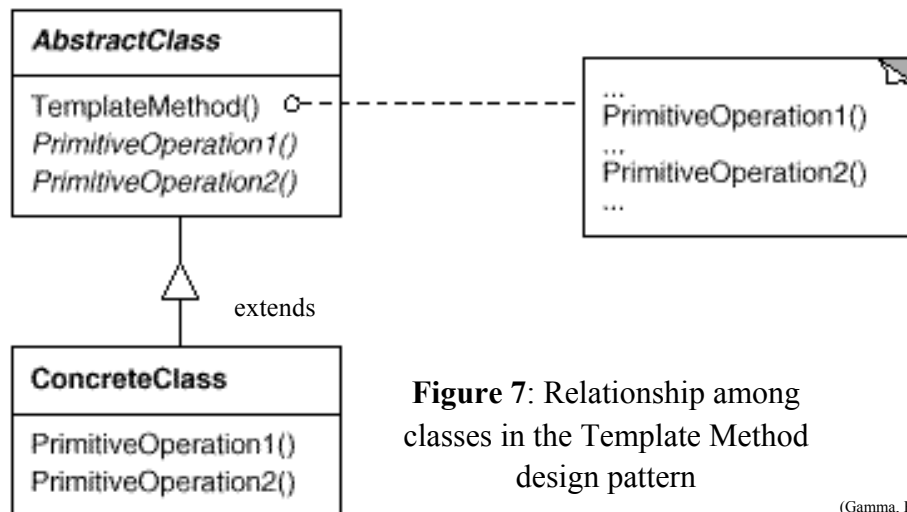 AbstractClass
TemplateMethod()
PrimitiveOperation1()
PrimitiveOperation2()
...
PrimitiveOperation1()
...
PrimitiveOperation2()
...
extends
ConcreteClass
PrimitiveOperation1()
PrimitiveOperation2()
Figure 7: Relationship among
classes in the Template Method
design pattern
(Gamma,